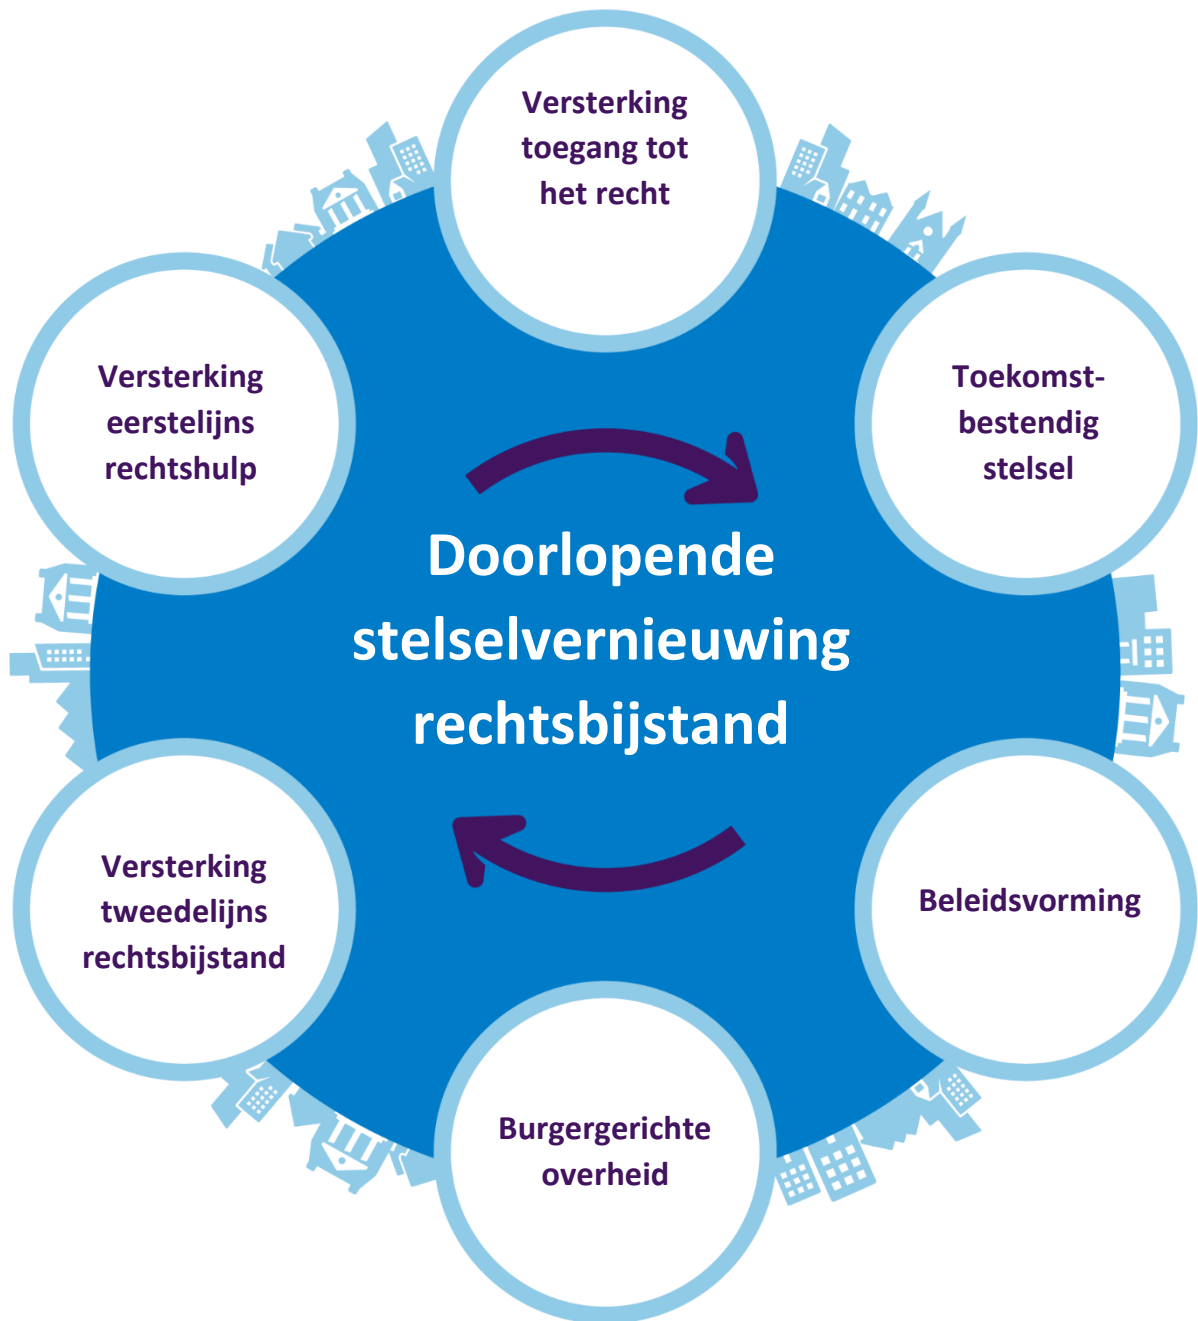 Versterking
toegang tot
het recht
Versterking
eerstelijns
rechtshulp
Toekomst-
bestendig
stelsel
Doorlopende
stelselvernieuwing
rechtsbijstand
Versterking
tweedelijns
rechtsbijstand
Beleidsvorming
Burgergerichte
overheid